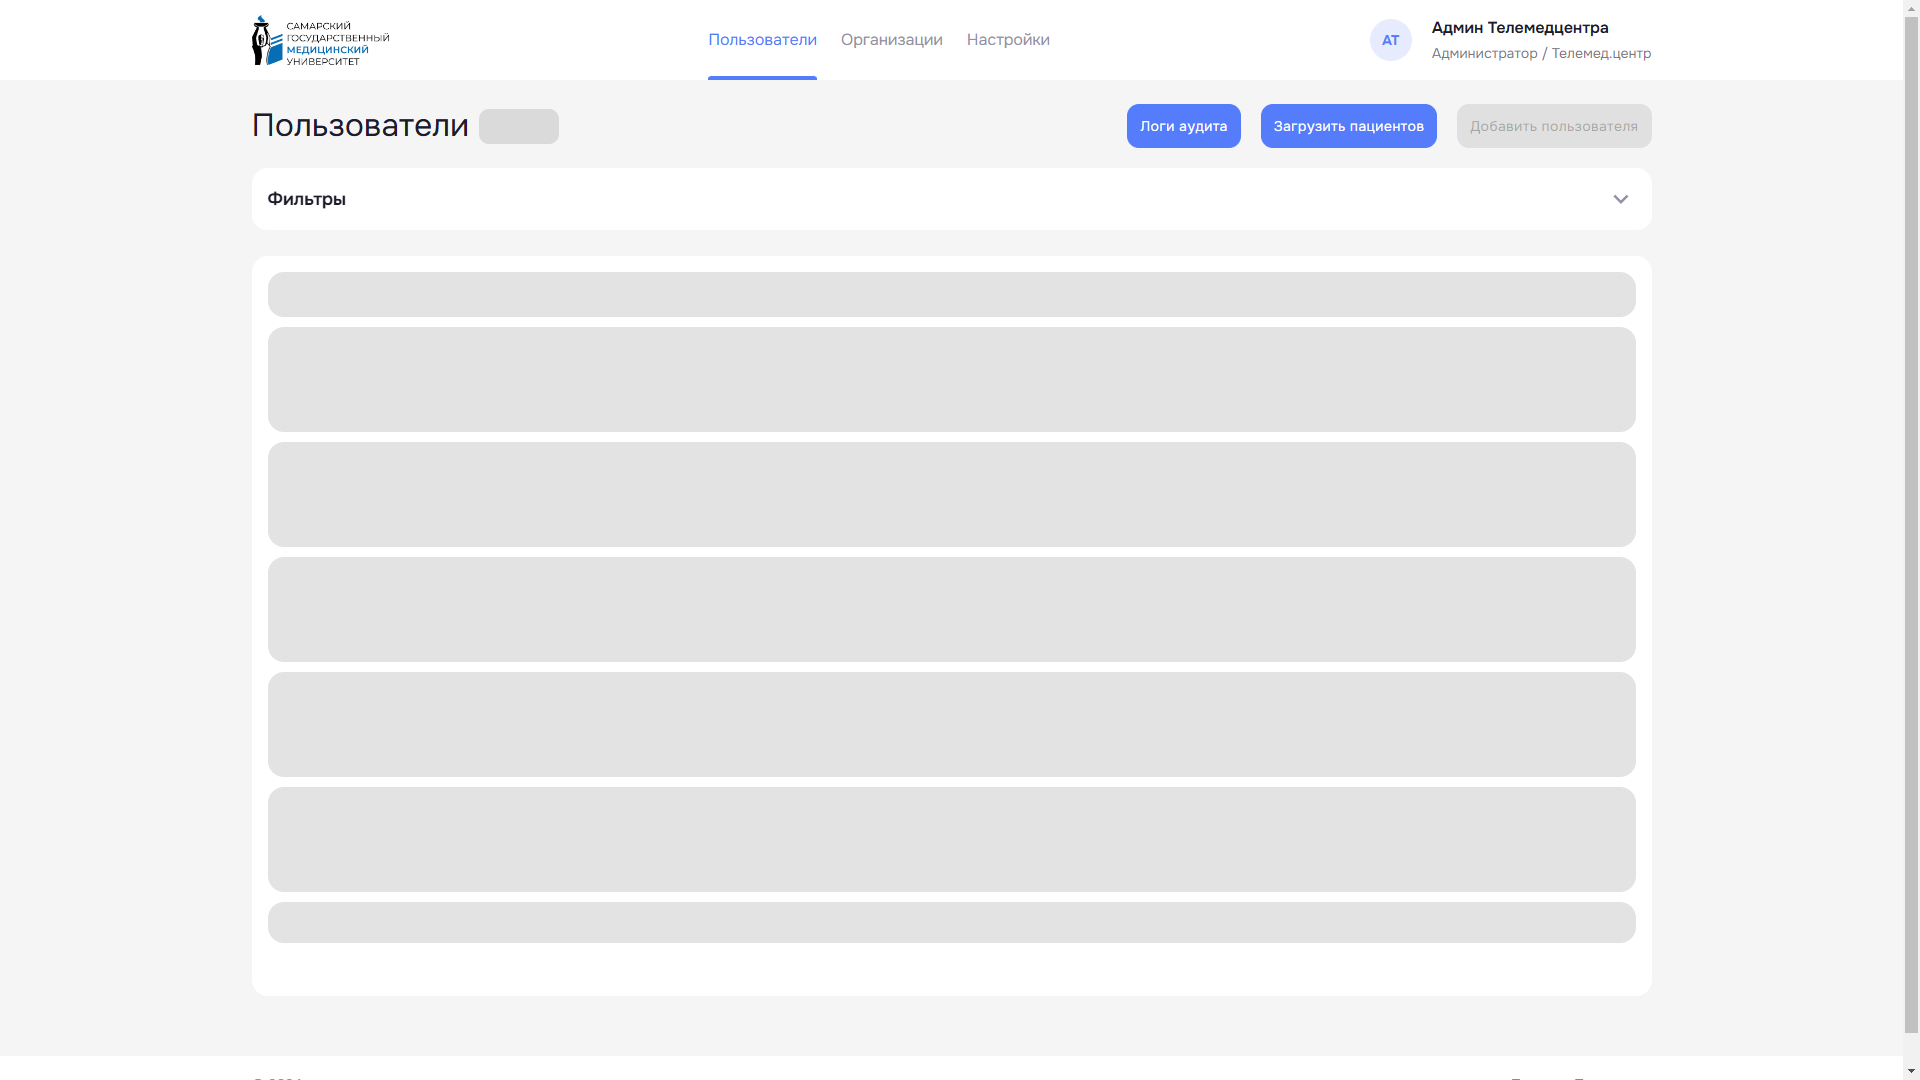 САМАРСКИЙ
ГОСУДАРСТВЕННЫЙ
МЕДИЦИНСКИЙ
УНИВЕРСИТЕТ
Пользователи
Организации
Настройки
АТ
Админ Телемедцентра
Администратор / Телемед.центр
Пользователи
Логи аудита
Загрузить пациентов
Добавить пользователя
Фильтры